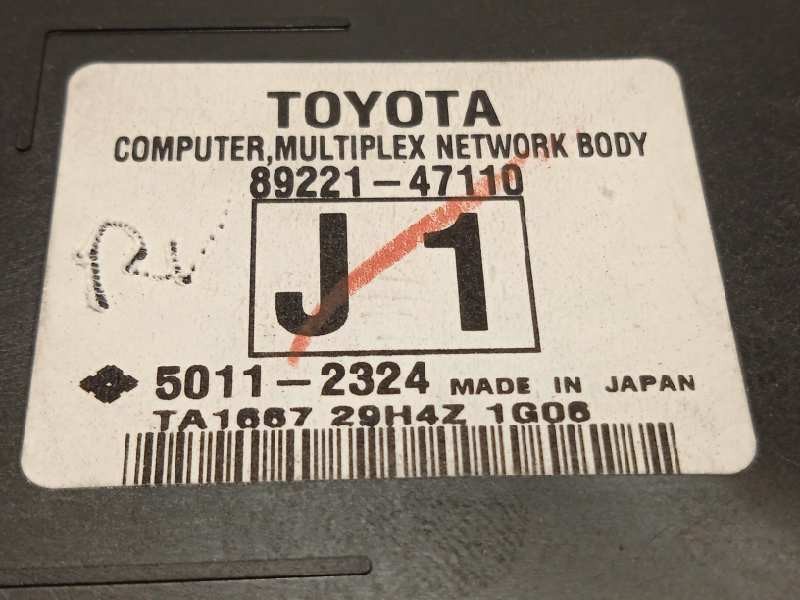 TOYOTA
COMPUTER,MULTIPLEX NETWORK BODY
89221-47110
J1
5011-2324 MADE IN JAPAN
TA1667 29H4Z 1G06